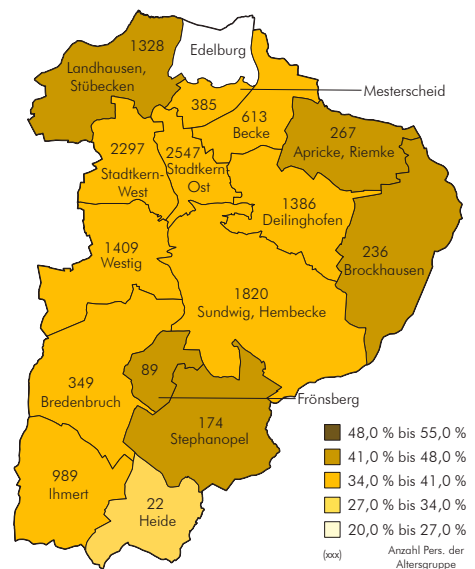 1328
Landhausen,
Stübecken
Edelburg
385
Mesterscheid
613
Becke
267
Apricke, Riemke
2297
Stadtkern-
West
2547
Stadtkern-
Ost
1386
Deilinghofen
236
Brockhausen
1409
Westig
1820
Sundwig, Hembecke
89
Frönsberg
349
Bredenbruch
174
Stephanopel
989
Ihmert
22
Heide
48,0 % bis 55,0 %
41,0 % bis 48,0 %
34,0 % bis 41,0 %
27,0 % bis 34,0 %
20,0 % bis 27,0 %
(xxx) Anzahl Pers. der
Altersgruppe